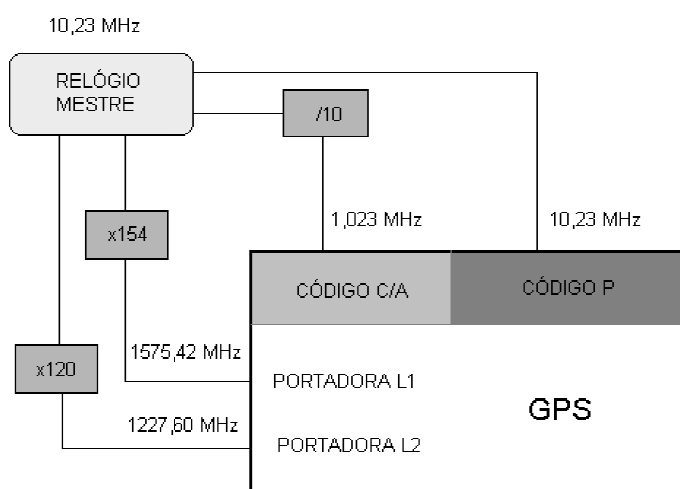 10,23 MHz
RELÓGIO
MESTRE
/10
1,023 MHz
10,23 MHz
x154
CÓDIGO C/A
CÓDIGO P
1575,42 MHz
x120
PORTADORA L1
GPS
1227,60 MHz
PORTADORA L2